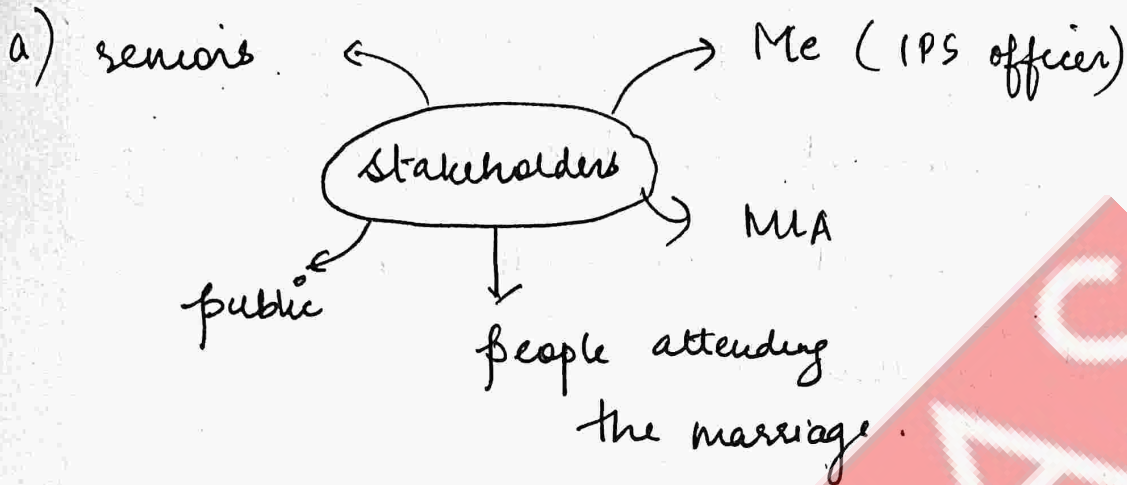 a) seniors
Me (IPS officer)
stakeholders
MLA
public
people attending
the marriage.